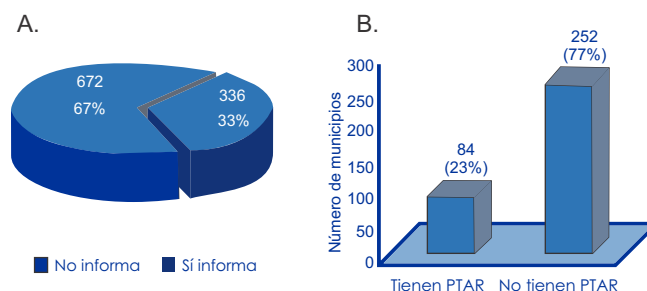 A.
672
67%
336
33%
No informa
Sí informa
B.
Número de municipios
300
250
200
150
100
50
0
84
(23%)
252
(77%)
Tienen PTAR
No tienen PTAR